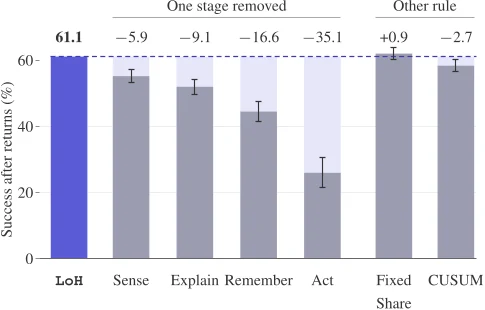 One stage removed
Other rule
61.1 −5.9 −9.1 −16.6 −35.1 +0.9 −2.7
Success after returns (%)
60
40
20
0
LoH Sense Explain Remember Act Fixed Share CUSUM